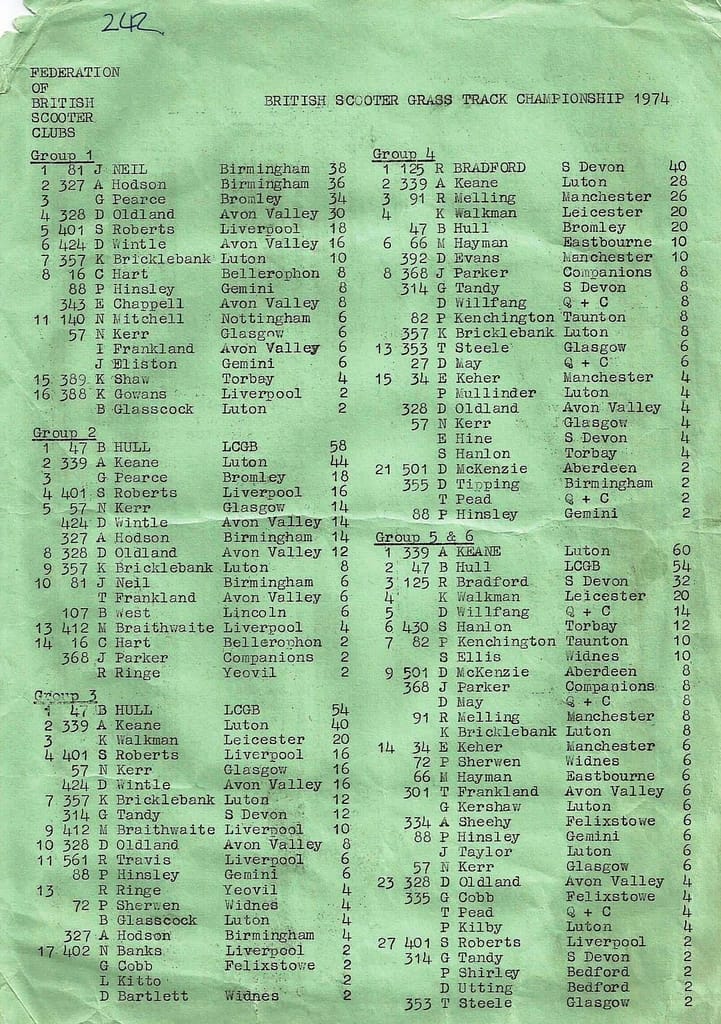 242
FEDERATION
OF
BRITISH
SCOOTER
CLUBS
BRITISH SCOOTER GRASS TRACK CHAMPIONSHIP 1974
Group 1
1 81 J NEIL Birmingham 38
2 327 A Hodson Birmingham 36
3 G Pearce Bromley 34
4 328 D Oldland Avon Valley 30
5 401 S Roberts Liverpool 18
6 424 D Wintle Avon Valley 16
7 357 K Bricklebank Luton 10
8 16 C Hart Bellerophon 8
88 P Hinsley Gemini 8
343 E Chappell Avon Valley 8
11 140 N Mitchell Nottingham 6
57 N Kerr Glasgow 6
I Frankland Avon Valley 6
J Eliston Gemini 6
15 389 K Shaw Torbay 4
16 388 K Gowans Liverpool 2
B Glasscock Luton 2
Group 2
1 47 B HULL LCGB 58
2 339 A Keane Luton 44
3 G Pearce Bromley 18
4 401 S Roberts Liverpool 16
5 57 N Kerr Glasgow 14
424 D Wintle Avon Valley 14
327 A Hodson Birmingham 14
8 328 D Oldland Avon Valley 12
9 357 K Bricklebank Luton 8
10 81 J Neil Birmingham 6
T Frankland Avon Valley 6
107 B West Lincoln 6
13 412 M Braithwaite Liverpool 4
14 16 C Hart Bellerophon 2
368 J Parker Companions 2
R Ringe Yeovil 2
Group 3
1 47 B HULL LCGB 54
2 339 A Keane Luton 40
3 K Walkman Leicester 20
4 401 S Roberts Liverpool 16
57 N Kerr Glasgow 16
424 D Wintle Avon Valley 16
7 357 K Bricklebank Luton 12
314 G Tandy S Devon 12
9 412 M Braithwaite Liverpool 10
10 328 D Oldland Avon Valley 8
11 561 R Travis Liverpool 6
88 P Hinsley Gemini 6
13 R Ringe Yeovil 4
72 P Sherwen Widnes 4
B Glasscock Luton 4
327 A Hodson Birmingham 4
17 402 N Banks Liverpool 2
G Cobb Felixstowe 2
L Kitto 2
D Bartlett Widnes 2
Group 4
1 125 R BRADFORD S Devon 40
2 339 A Keane Luton 28
3 91 R Melling Manchester 26
4 K Walkman Leicester 20
47 B Hull Bromley 20
6 66 M Hayman Eastbourne 10
392 D Evans Manchester 10
8 368 J Parker Companions 8
314 G Tandy S Devon 8
D Willfang Q + C 8
82 P Kenchington Taunton 8
357 K Bricklebank Luton 8
13 353 T Steele Glasgow 6
27 D May Q + C 6
15 34 E Keher Manchester 4
P Mullinder Luton 4
328 D Oldland Avon Valley 4
57 N Kerr Glasgow 4
E Hine S Devon 4
S Hanlon Torbay 4
21 501 D McKenzie Aberdeen 2
355 D Tipping Birmingham 2
T Pead Q + C 2
88 P Hinsley Gemini 2
Group 5 & 6
1 339 A KEANE Luton 60
2 47 B Hull LCGB 54
3 125 R Bradford S Devon 32
4 K Walkman Leicester 20
5 D Willfang Q + C 14
6 430 S Hanlon Torbay 12
7 82 P Kenchington Taunton 10
S Ellis Widnes 10
9 501 D McKenzie Aberdeen 8
368 J Parker Companions 8
D May Q + C 8
91 R Melling Manchester 8
K Bricklebank Luton 8
14 34 E Keher Manchester 6
72 P Sherwen Widnes 6
66 M Hayman Eastbourne 6
301 T Frankland Avon Valley 6
G Kershaw Luton 6
334 A Sheehy Felixstowe 6
88 P Hinsley Gemini 6
J Taylor Luton 6
57 N Kerr Glasgow 6
23 328 D Oldland Avon Valley 4
335 G Cobb Felixstowe 4
T Pead Q + C 4
P Kilby Luton 4
27 401 S Roberts Liverpool 2
314 G Tandy S Devon 2
P Shirley Bedford 2
D Utting Bedford 2
353 T Steele Glasgow 2